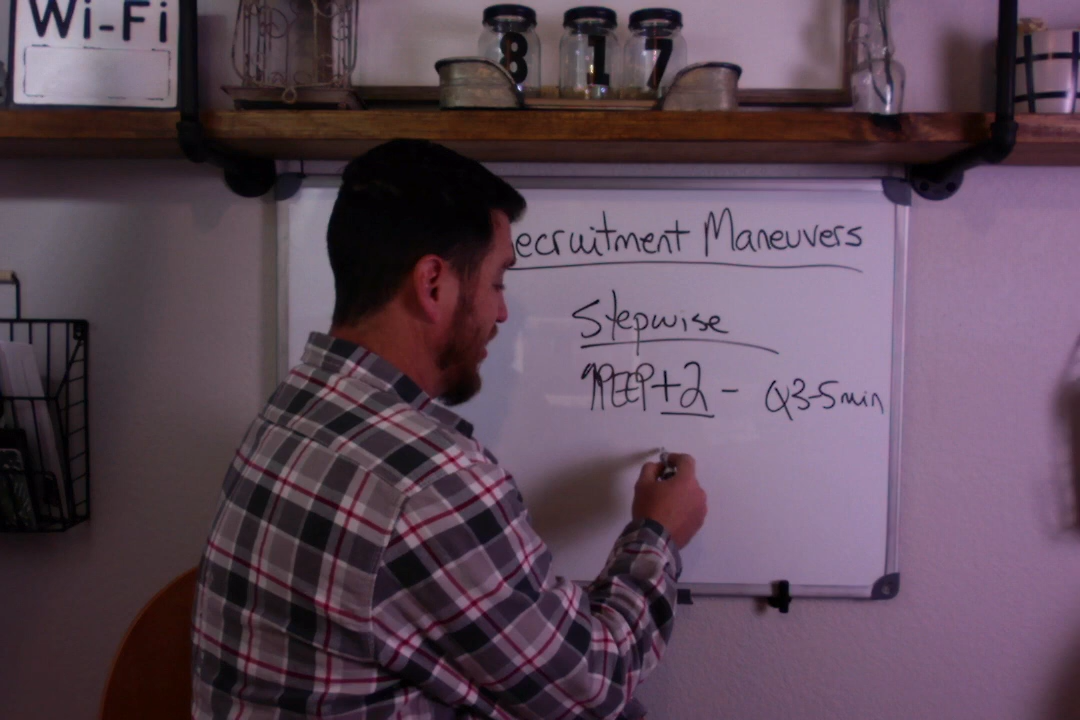 Wi-Fi
8 1 7
ecruitment Maneuvers
Stepwise
↑PEEP+2 - Q3-5min